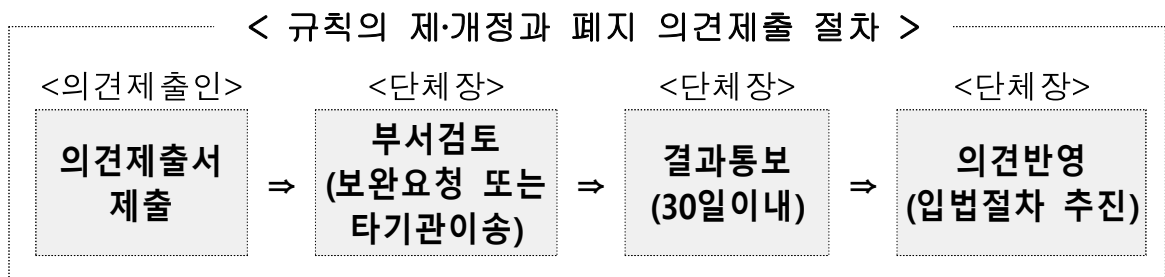 < 규칙의 제·개정과 폐지 의견제출 절차 >
<의견제출인>
의견제출서
제출
⇒
<단체장>
부서검토
(보완요청 또는
타기관이송)
⇒
<단체장>
결과통보
(30일이내)
⇒
<단체장>
의견반영
(입법절차 추진)